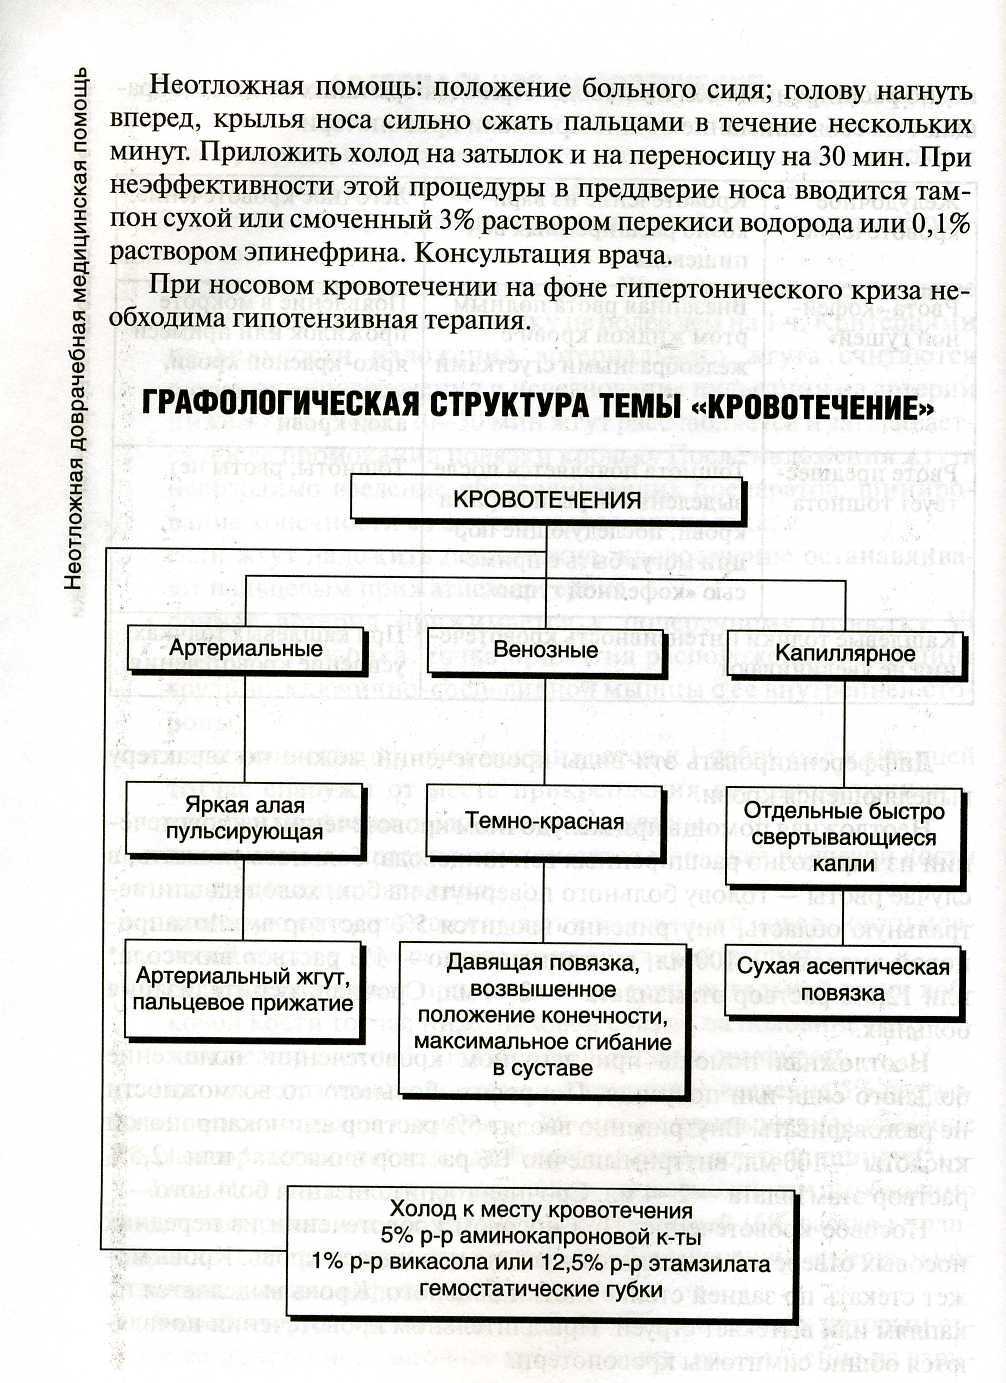 Неотложная доврачебная медицинская помощь
Неотложная помощь: положение больного сидя; голову нагнуть
вперед, крылья носа сильно сжать пальцами в течение нескольких
минут. Приложить холод на затылок и на переносицу на 30 мин. При
неэффективности этой процедуры в преддверие носа вводится там-
пон сухой или смоченный 3% раствором перекиси водорода или 0,1%
раствором эпинефрина. Консультация врача.
При носовом кровотечении на фоне гипертонического криза не-
обходима гипотензивная терапия.
ГРАФОЛОГИЧЕСКАЯ СТРУКТУРА ТЕМЫ «КРОВОТЕЧЕНИЕ»
КРОВОТЕЧЕНИЯ
Артериальные
Венозные
Капиллярное
Яркая алая
пульсирующая
Темно-красная
Отдельные быстро
свертывающиеся
капли
Артериальный жгут,
пальцевое прижатие
Давящая повязка,
возвышенное
положение конечности,
максимальное сгибание
в суставе
Сухая асептическая
повязка
Холод к месту кровотечения
5% р-р аминокапроновой к-ты
1% р-р викасола или 12,5% р-р этамзилата
гемостатические губки